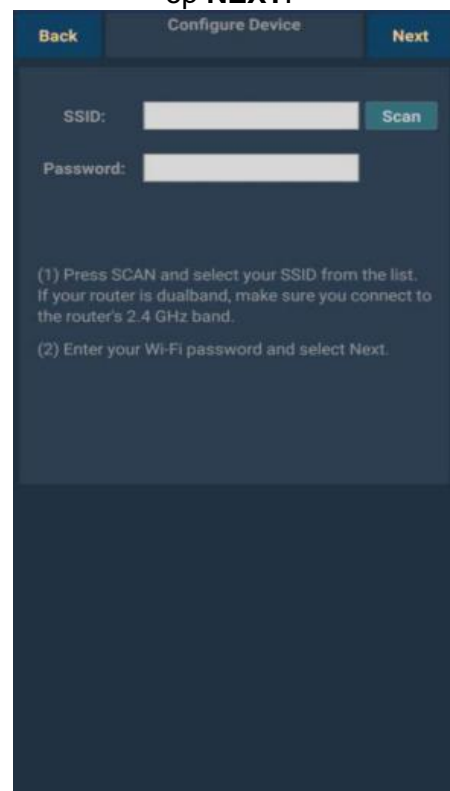 op NEXT.
Back
Configure Device
Next
SSID:
Scan
Password:
(1) Press SCAN and select your SSID from the list.
If your router is dualband, make sure you connect to
the router's 2.4 GHz band.
(2) Enter your Wi-Fi password and select Next.